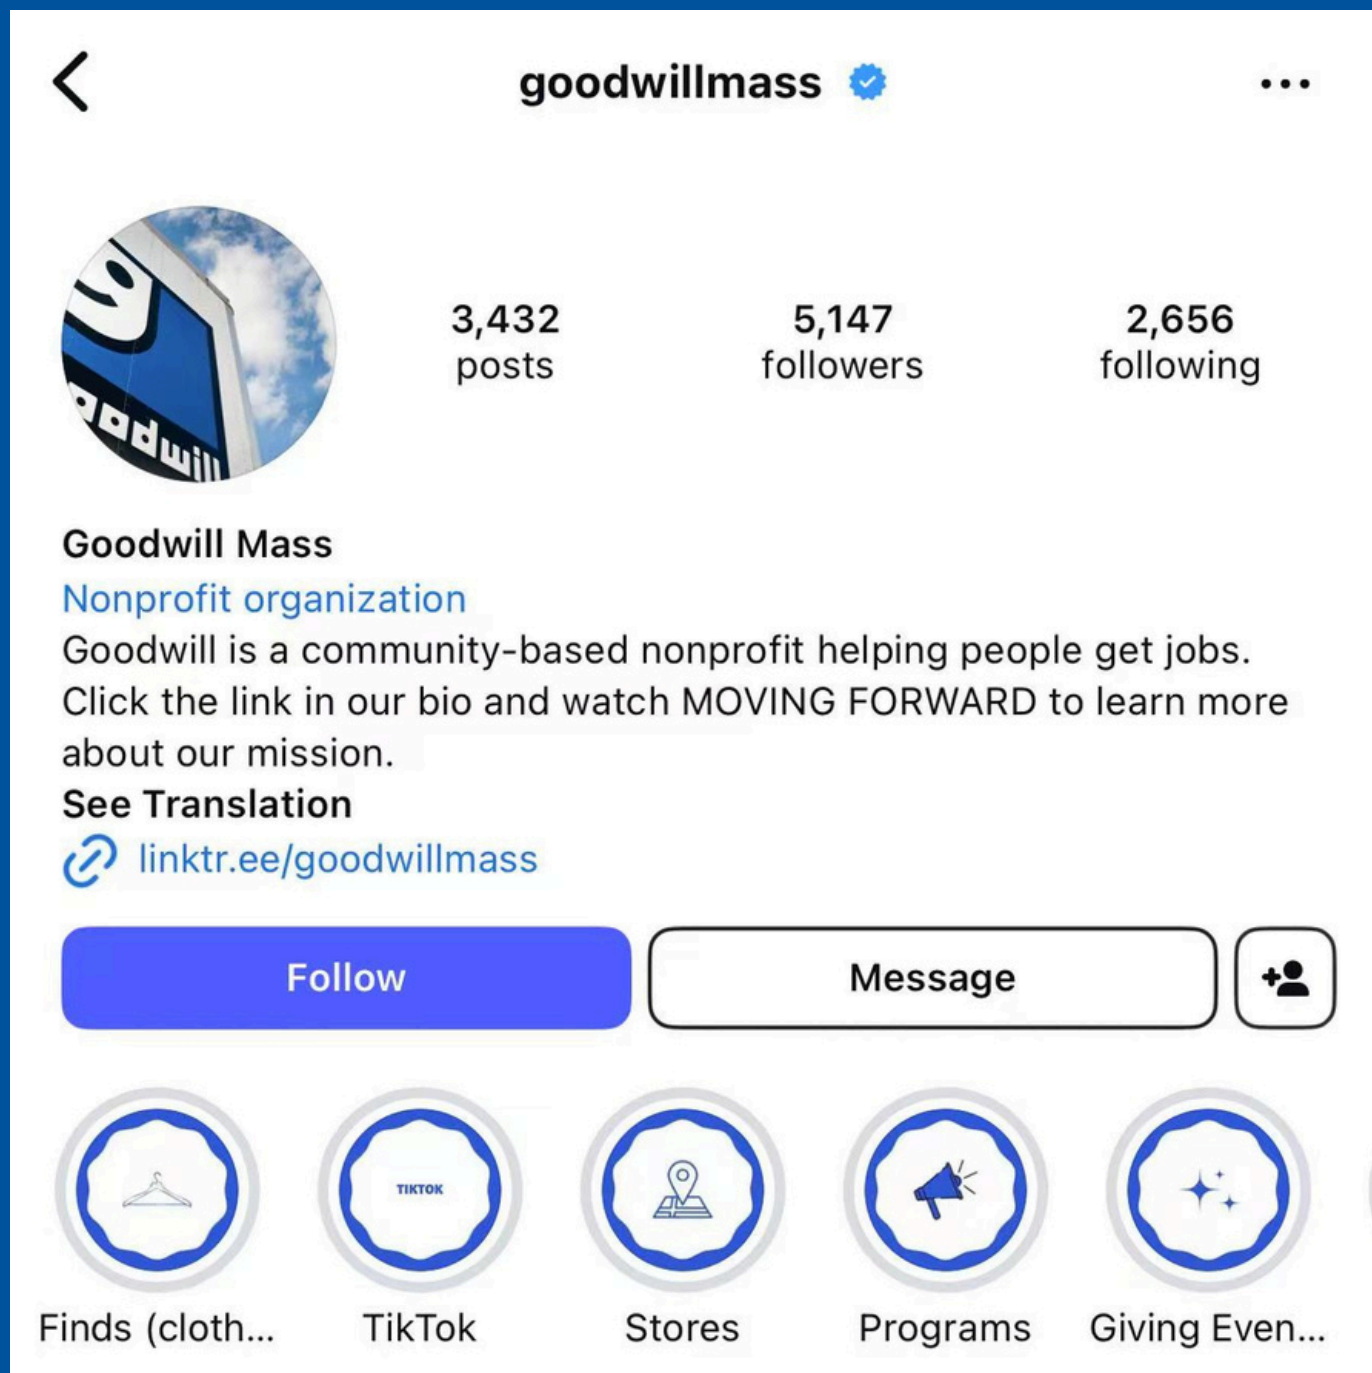 goodwillmass
3,432 5,147 2,656
posts followers following
oodwill
Goodwill Mass
Nonprofit organization
Goodwill is a community-based nonprofit helping people get jobs.
Click the link in our bio and watch MOVING FORWARD to learn more
about our mission.
See Translation
linktr.ee/goodwillmass
Follow Message
TIKTOK
Finds (cloth... TikTok Stores Programs Giving Even...